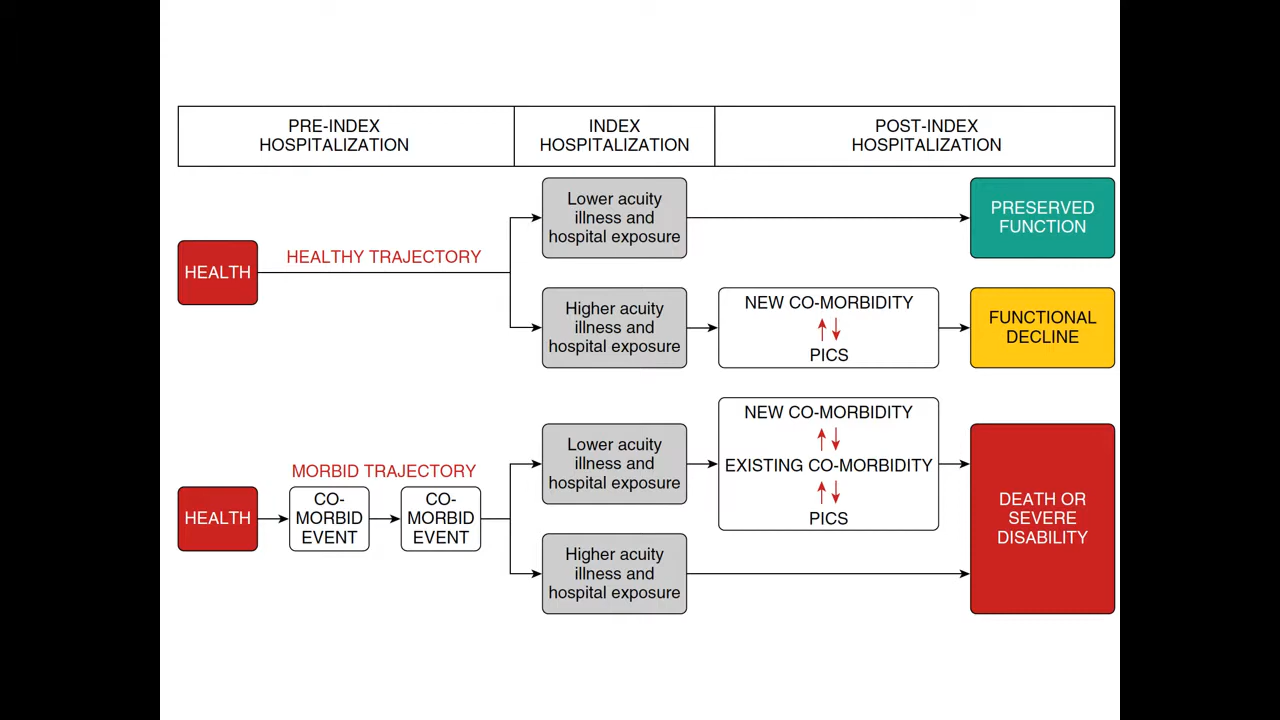 PRE-INDEX
HOSPITALIZATION
INDEX
HOSPITALIZATION
POST-INDEX
HOSPITALIZATION
HEALTH
HEALTHY TRAJECTORY
Lower acuity
illness and
hospital exposure
PRESERVED
FUNCTION
Higher acuity
illness and
hospital exposure
NEW CO-MORBIDITY
PICS
FUNCTIONAL
DECLINE
HEALTH
MORBID TRAJECTORY
CO-
MORBID
EVENT
CO-
MORBID
EVENT
Lower acuity
illness and
hospital exposure
NEW CO-MORBIDITY
EXISTING CO-MORBIDITY
PICS
Higher acuity
illness and
hospital exposure
DEATH OR
SEVERE
DISABILITY